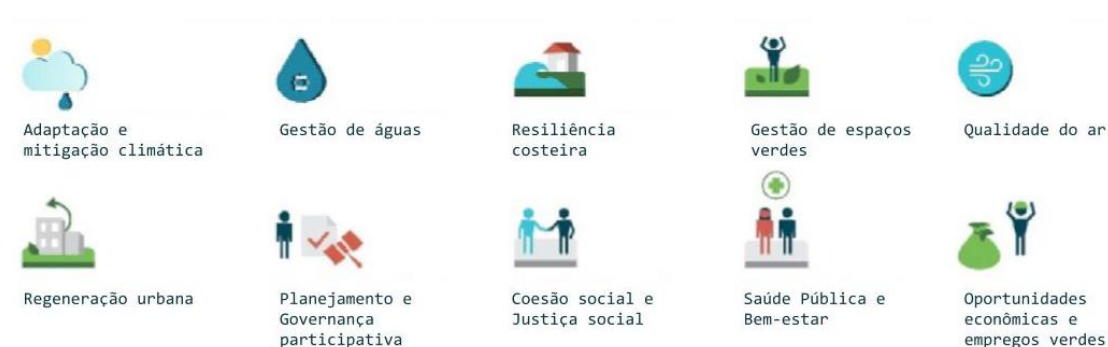 Adaptação e
mitigação climática
Gestão de águas
Resiliência
costeira
Gestão de espaços
verdes
Qualidade do ar
Regeneração urbana
Planejamento e
Governança
participativa
Coesão social e
Justiça social
Saúde Pública e
Bem-estar
Oportunidades
econômicas e
empregos verdes